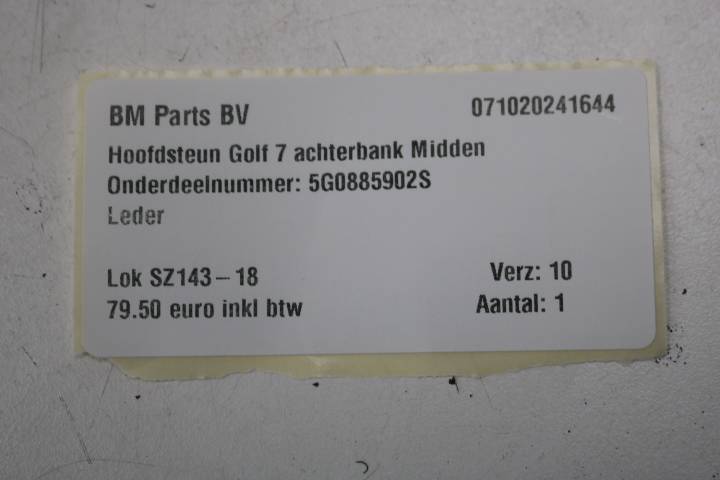 BM Parts BV 071020241644
Hoofdsteun Golf 7 achterbank Midden
Onderdeelnummer: 5G0885902S
Leder
Lok SZ143-18 Verz: 10
79.50 euro inkl btw Aantal: 1